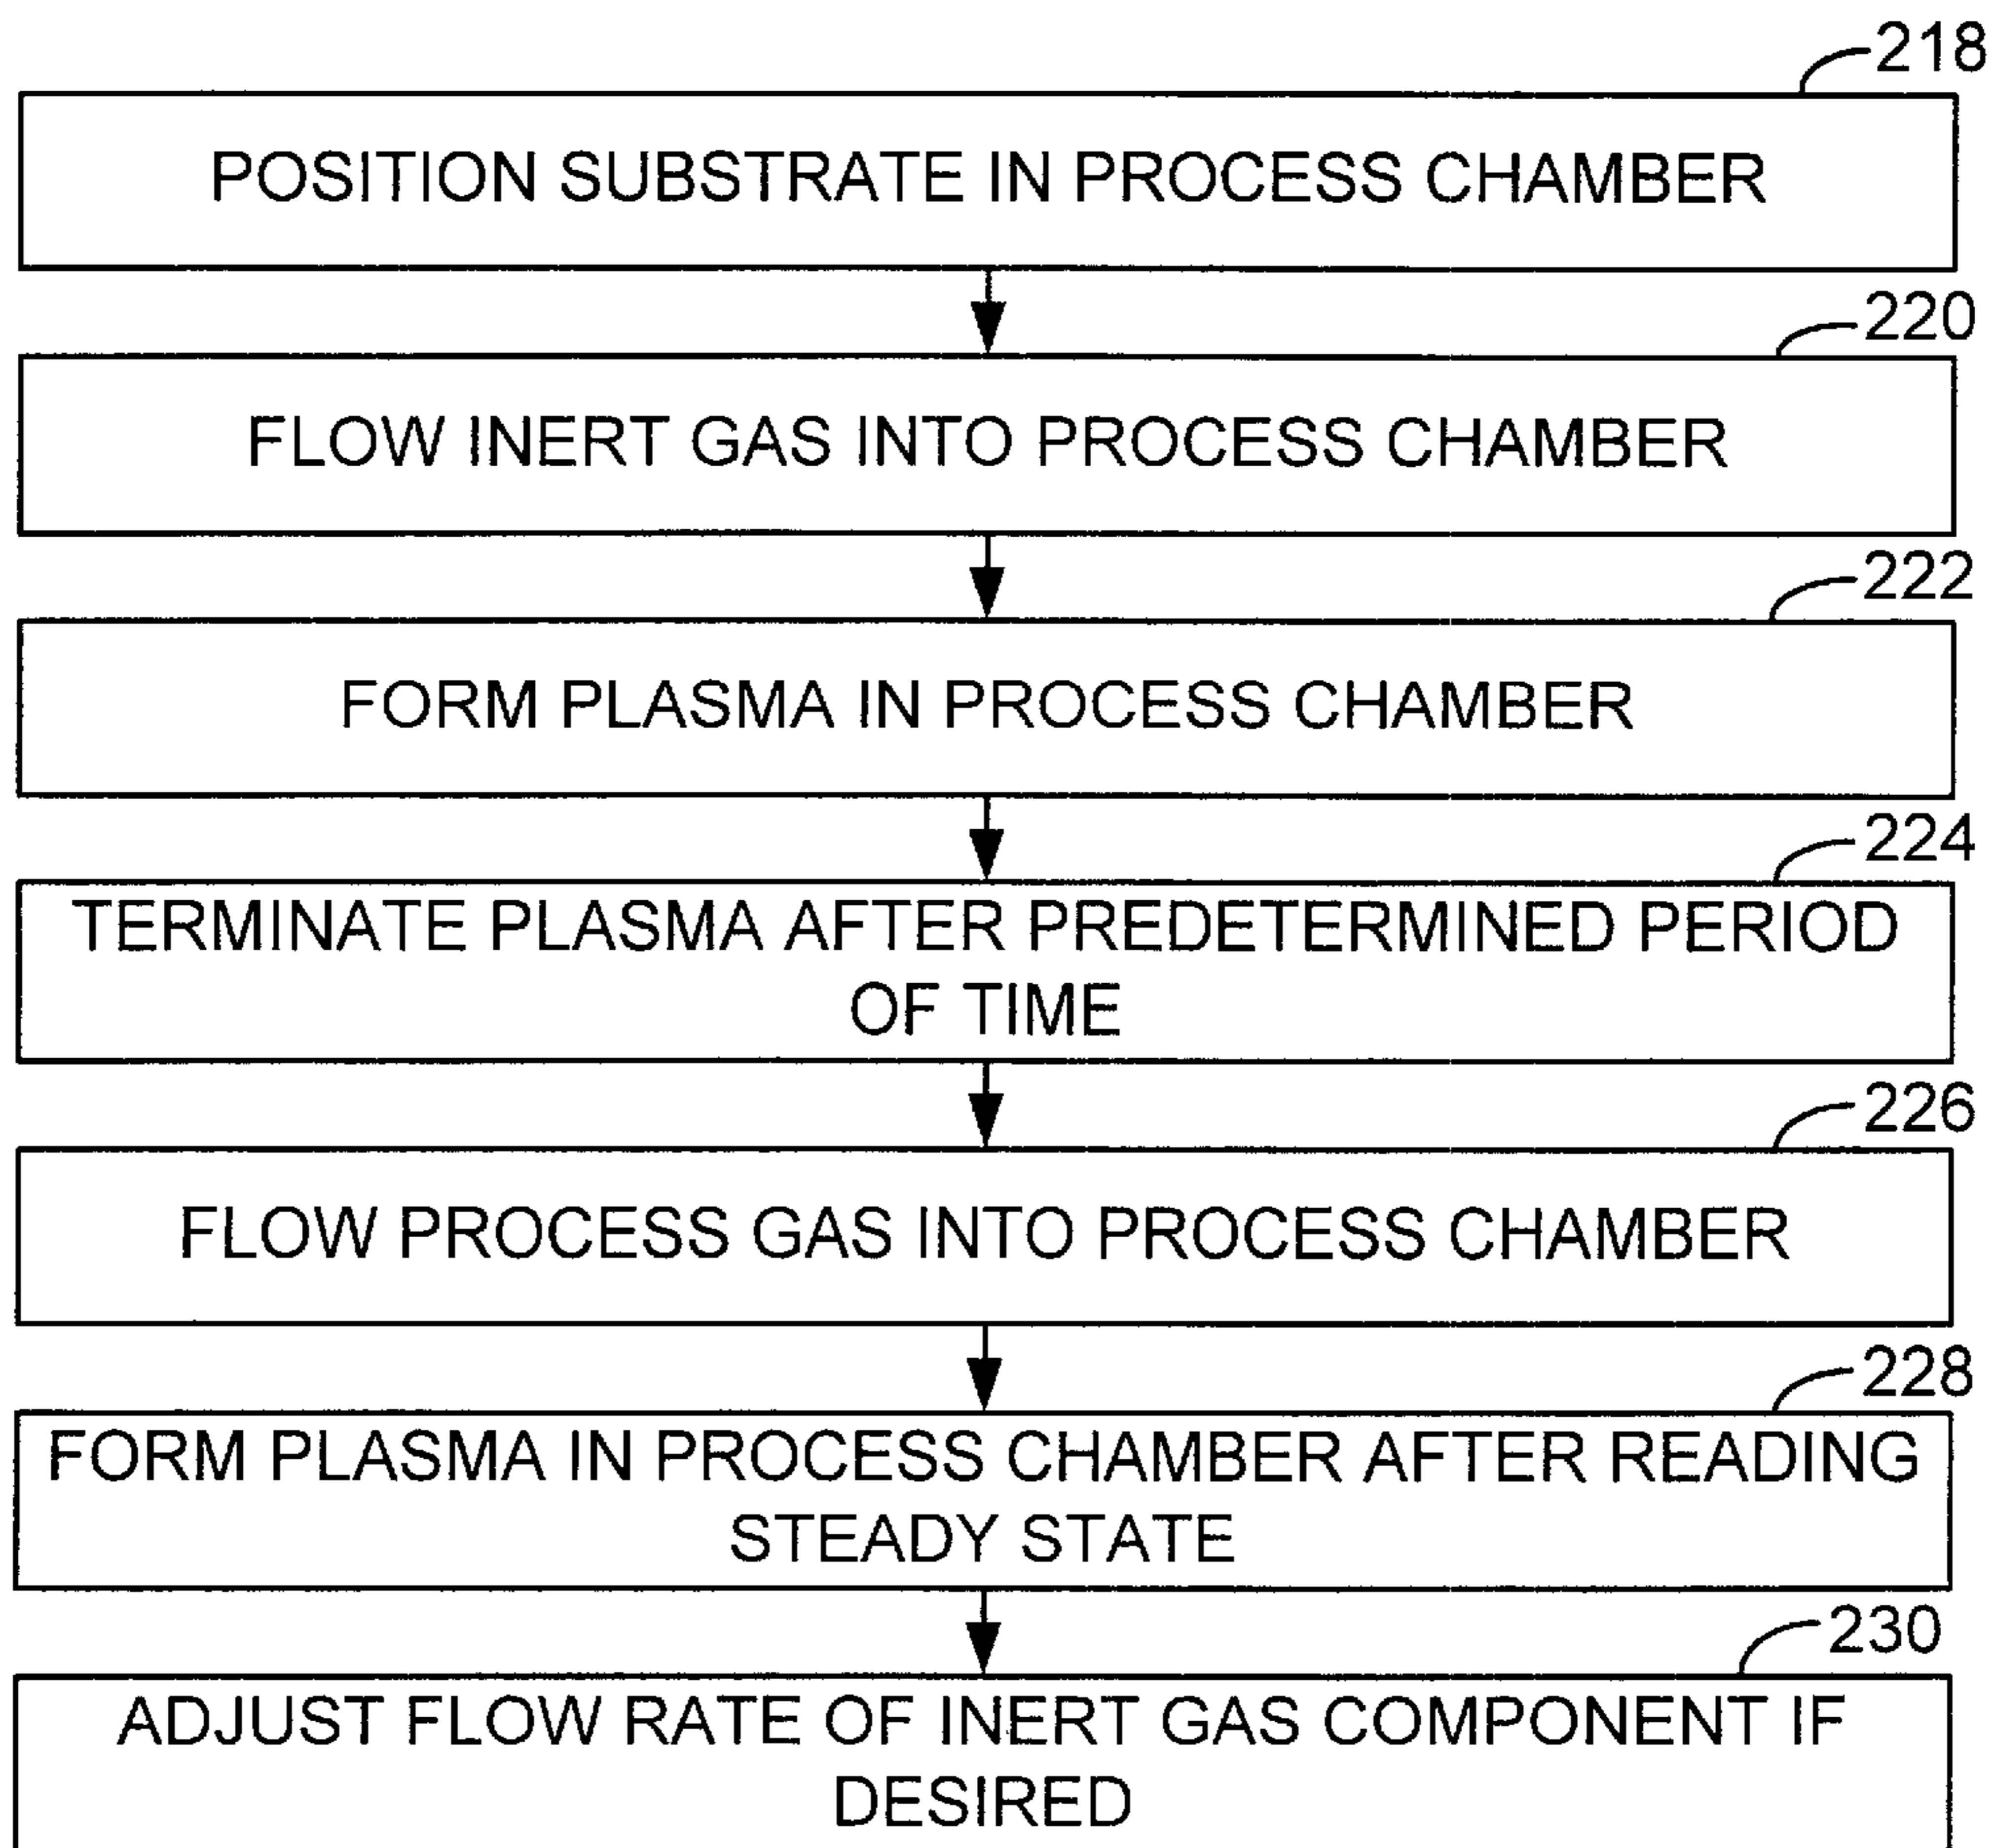 218
POSITION SUBSTRATE IN PROCESS CHAMBER
220
FLOW INERT GAS INTO PROCESS CHAMBER
222
FORM PLASMA IN PROCESS CHAMBER
224
TERMINATE PLASMA AFTER PREDETERMINED PERIOD
OF TIME
226
FLOW PROCESS GAS INTO PROCESS CHAMBER
228
FORM PLASMA IN PROCESS CHAMBER AFTER READING
STEADY STATE
230
ADJUST FLOW RATE OF INERT GAS COMPONENT IF
DESIRED